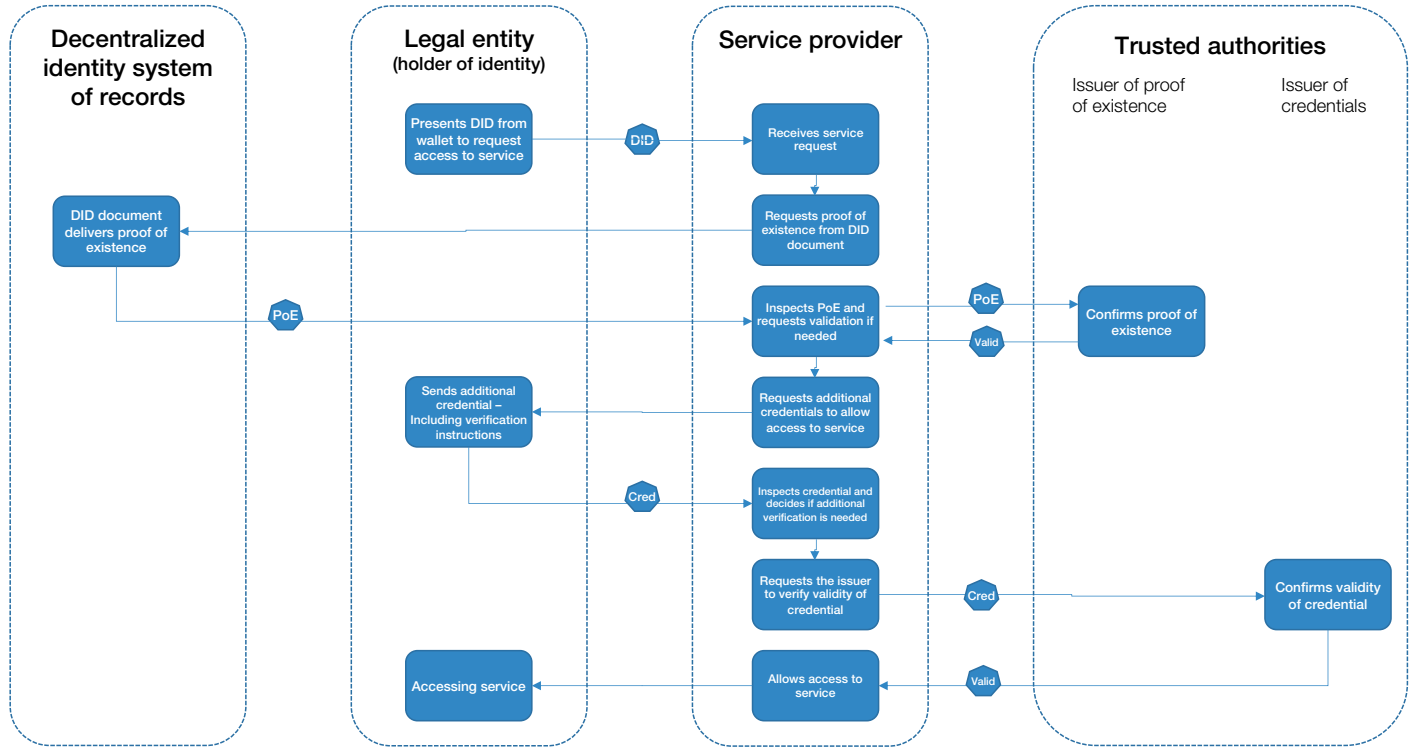 Decentralized
identity system
of records
Legal entity
(holder of identity)
Service provider
Trusted authorities
Issuer of proof
of existence
Issuer of
credentials
Presents DID from
wallet to request
access to service
DID
Receives service
request
DID document
delivers proof of
existence
Requests proof of
existence from DID
document
PoE
Inspects PoE and
requests validation if
needed
PoE
Valid
Confirms proof of
existence
Sends additional
credential –
Including verification
instructions
Requests additional
credentials to allow
access to service
Cred
Inspects credential and
decides if additional
verification is needed
Requests the issuer
to verify validity of
credential
Cred
Confirms validity
of credential
Accessing service
Allows access to
service
Valid